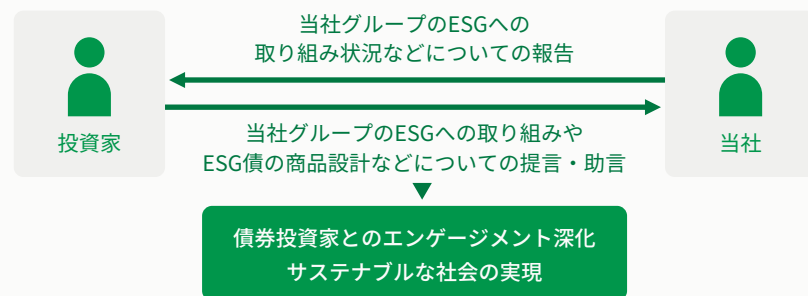 当社グループのESGへの
取り組み状況などについての報告
投資家
当社
当社グループのESGへの取り組みや
ESG債の商品設計などについての提言・助言
債券投資家とのエンゲージメント深化
サステナブルな社会の実現